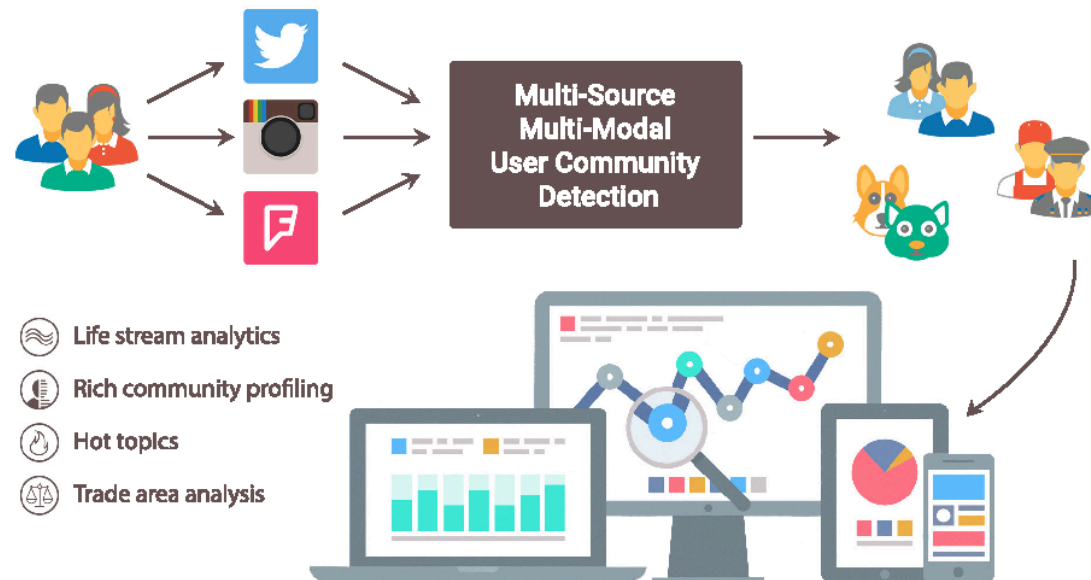 Multi-Source
Multi-Modal
User Community
Detection
Life stream analytics
Rich community profiling
Hot topics
Trade area analysis